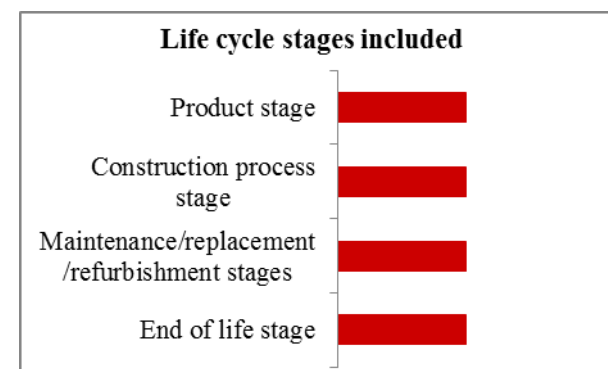 Life cycle stages included
Product stage
Construction process
stage
Maintenance/replacement
/refurbishment stages
End of life stage